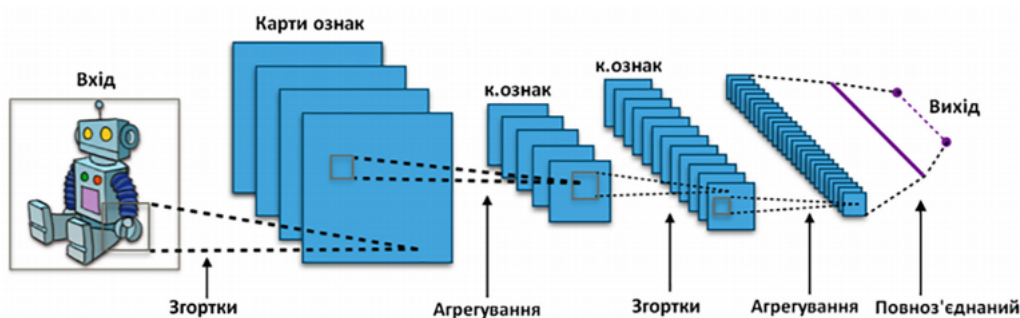 Вхід
Карти ознак
к.ознак
к.ознак
Вихід
Згортки
Агрегування
Згортки
Агрегування
Повноз'єднаний